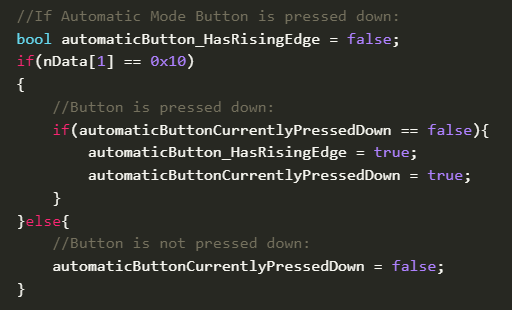 //If Automatic Mode Button is pressed down:
bool automaticButton_HasRisingEdge = false;
if(nData[1] == 0x10)
{
    //Button is pressed down:
    if(automaticButtonCurrentlyPressedDown == false){
        automaticButton_HasRisingEdge = true;
        automaticButtonCurrentlyPressedDown = true;
    }
}else{
    //Button is not pressed down:
    automaticButtonCurrentlyPressedDown = false;
}